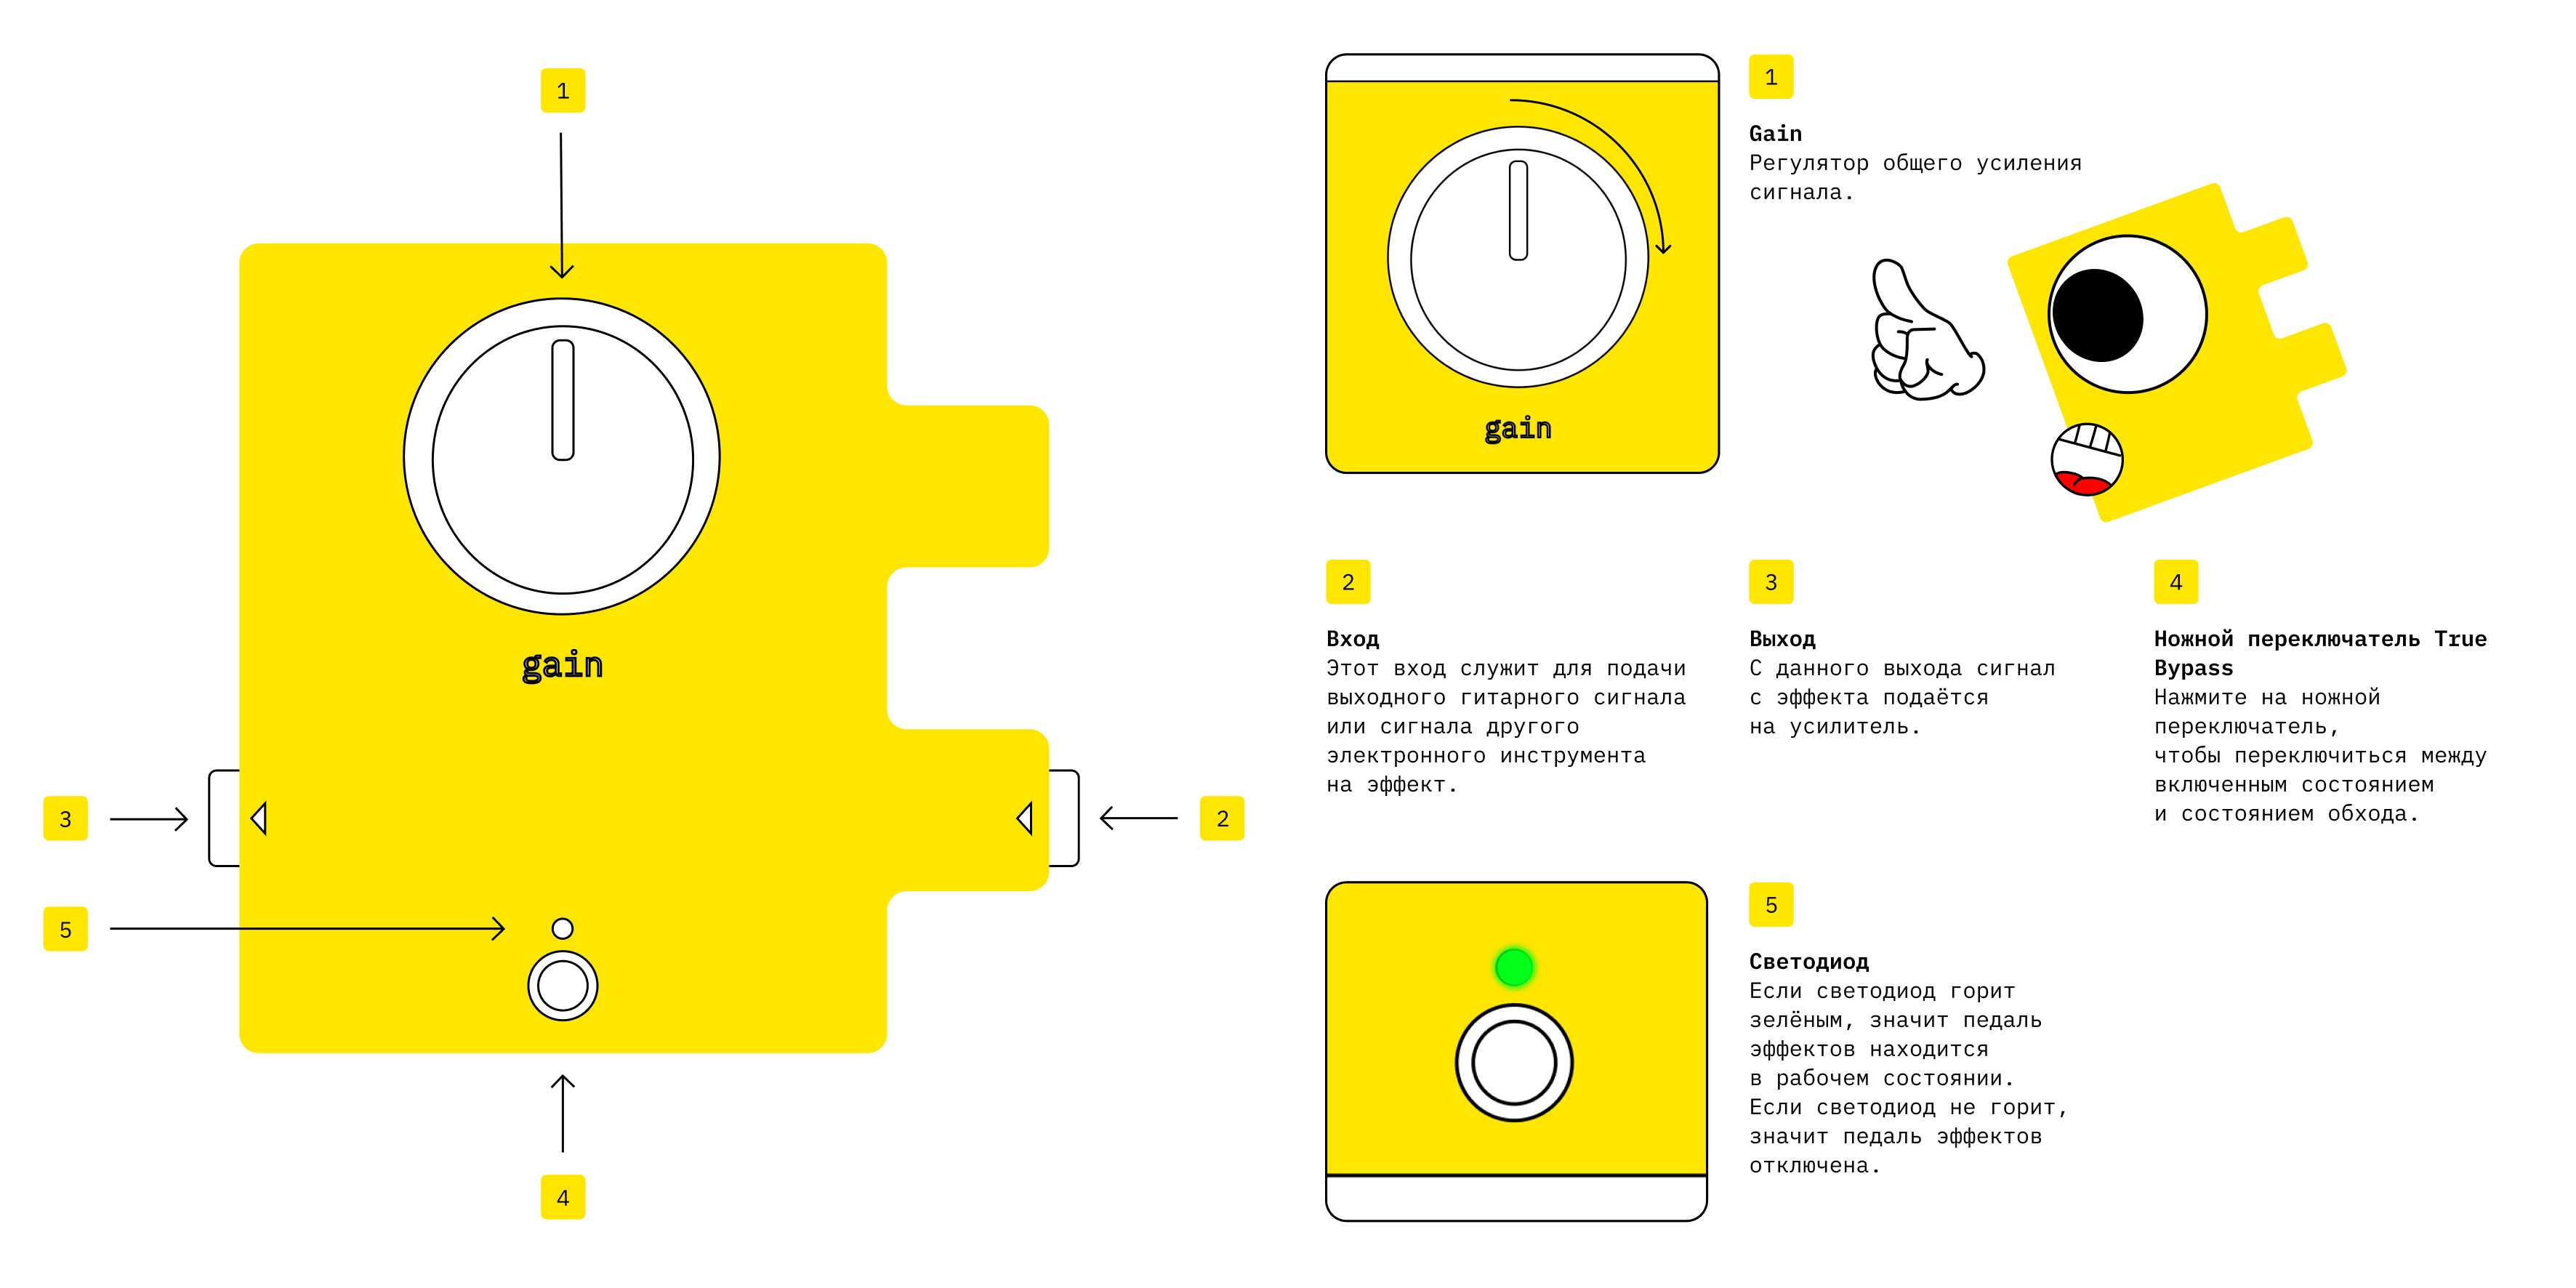 1
gain
3
2
5
4
gain
1
Gain
Регулятор общего усиления
сигнала.
2
Вход
Этот вход служит для подачи
выходного гитарного сигнала
или сигнала другого
электронного инструмента
на эффект.
3
Выход
С данного выхода сигнал
с эффекта подаётся
на усилитель.
4
Ножной переключатель True
Bypass
Нажмите на ножной
переключатель,
чтобы переключиться между
включенным состоянием
и состоянием обхода.
5
Светодиод
Если светодиод горит
зелёным, значит педаль
эффектов находится
в рабочем состоянии.
Если светодиод не горит,
значит педаль эффектов
отключена.